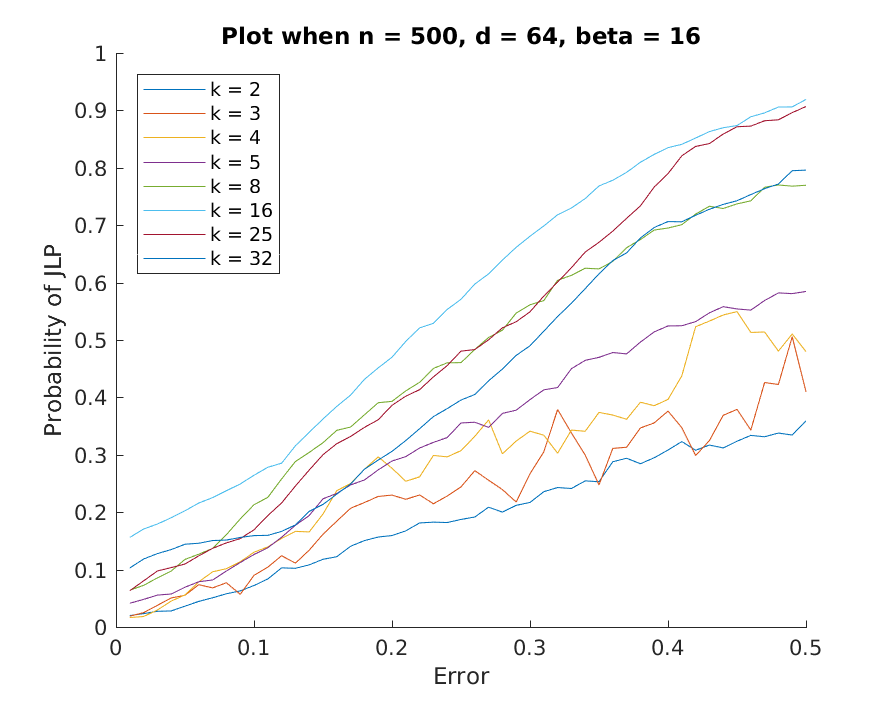 Plot when n = 500, d = 64, beta = 16
1
0.9
0.8
0.7
0.6
0.5
0.4
0.3
0.2
0.1
0
Probability of JLP
k = 2
k = 3
k = 4
k = 5
k = 8
k = 16
k = 25
k = 32
0 0.1 0.2 0.3 0.4 0.5
Error